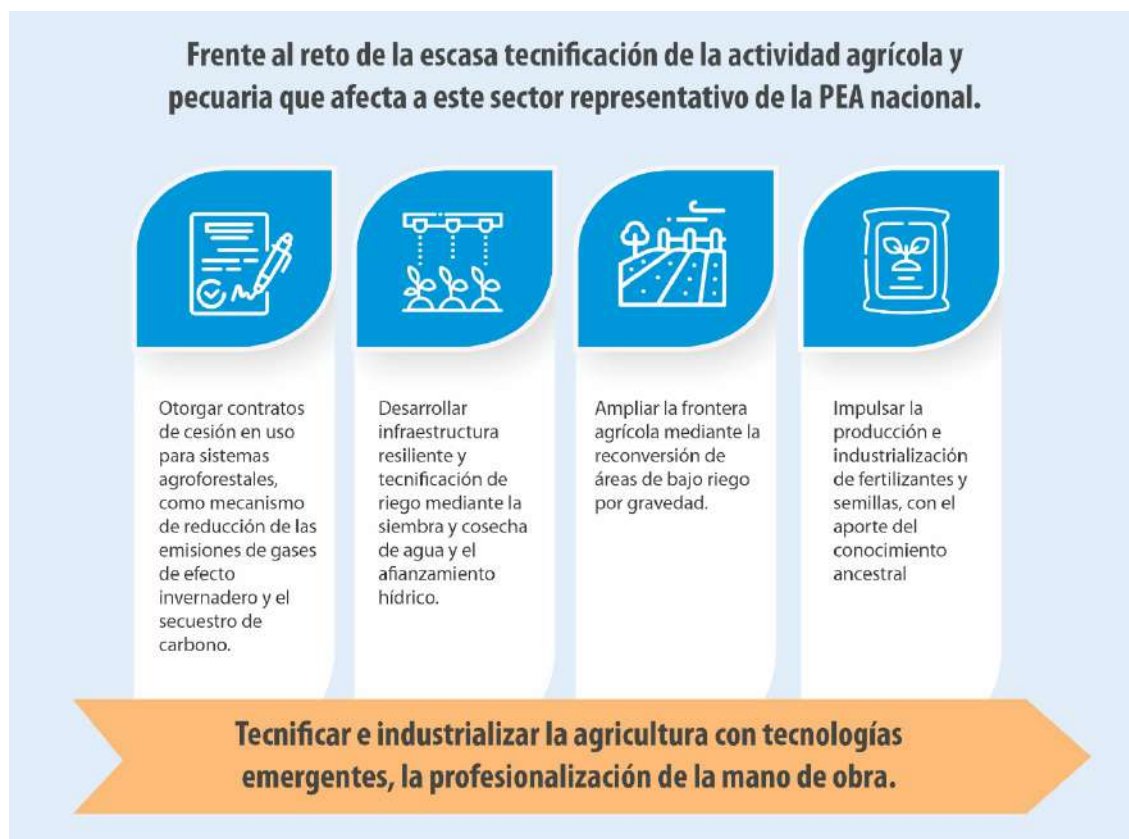 Frente al reto de la escasa tecnificación de la actividad agrícola y
pecuaria que afecta a este sector representativo de la PEA nacional.
Otorgar contratos
de cesión en uso
para sistemas
agroforestales,
como mecanismo
de reducción de las
emisiones de gases
de efecto
invernadero y el
secuestro de
carbono.
Desarrollar
infraestructura
resiliente y
tecnificación de
riego mediante la
siembra y cosecha
de agua y el
afianzamiento
hídrico.
Ampliar la frontera
agrícola mediante la
reconversión de
áreas de bajo riego
por gravedad.
Impulsar la
producción e
industrialización
de fertilizantes y
semillas, con el
aporte del
conocimiento
ancestral
Tecnificar e industrializar la agricultura con tecnologías
emergentes, la profesionalización de la mano de obra.